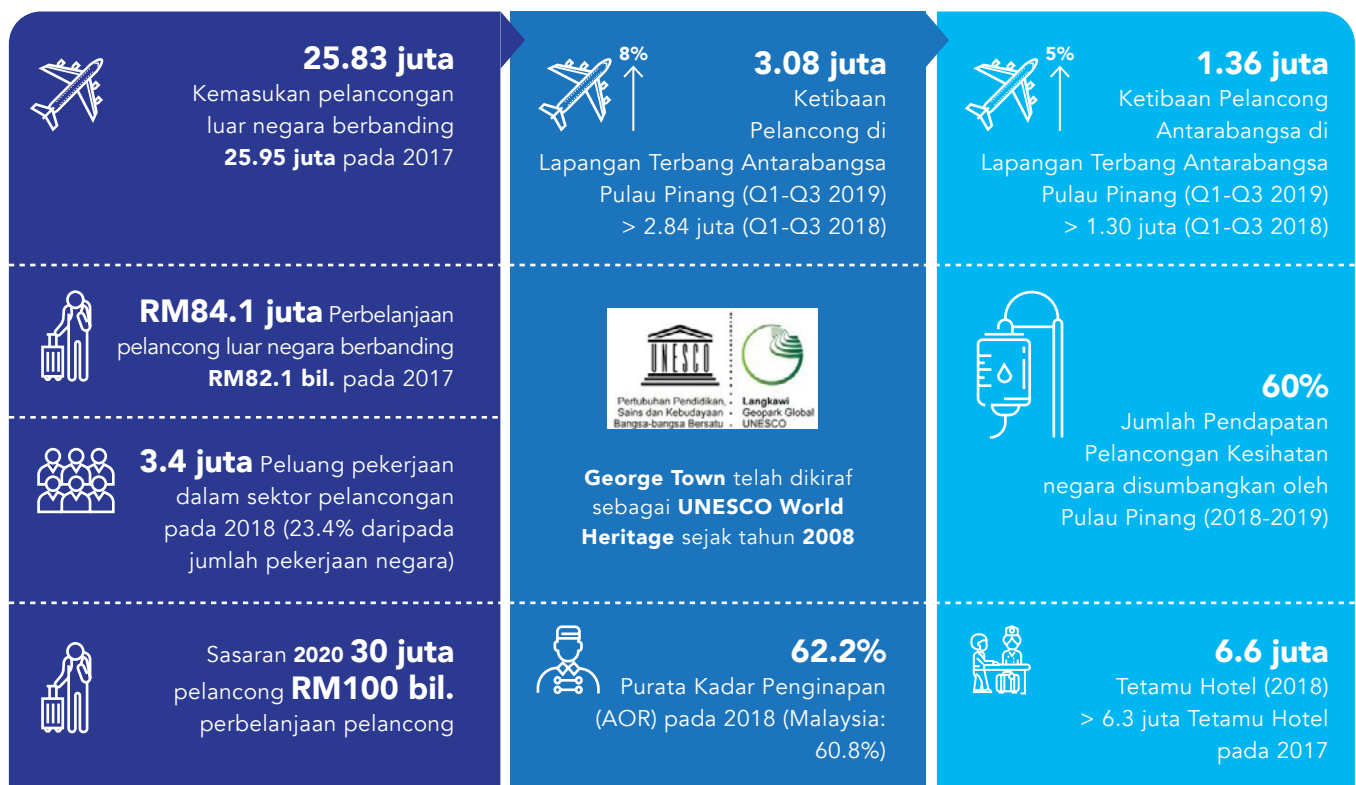 25.83 juta
Kemasukan pelancongan
luar negara berbanding
25.95 juta pada 2017
RM84.1 juta Perbelanjaan
pelancong luar negara berbanding
RM82.1 bil. pada 2017
3.4 juta Peluang pekerjaan
dalam sektor pelancongan
pada 2018 (23.4% daripada
jumlah pekerjaan negara)
Sasaran 2020 30 juta
pelancong RM100 bil.
perbelanjaan pelancong
8%
3.08 juta
Ketibaan
Pelancong di
Lapangan Terbang Antarabangsa
Pulau Pinang (Q1-Q3 2019)
> 2.84 juta (Q1-Q3 2018)
UNESCO
Pertubuhan Pendidikan,
Sains dan Kebudayaan
Bangsa-bangsa Bersatu
Langkawi
Geopark Global
UNESCO
George Town telah dikiraf
sebagai UNESCO World
Heritage sejak tahun 2008
62.2%
Purata Kadar Penginapan
(AOR) pada 2018 (Malaysia:
60.8%)
5%
1.36 juta
Ketibaan Pelancong
Antarabangsa di
Lapangan Terbang Antarabangsa
Pulau Pinang (Q1-Q3 2019)
> 1.30 juta (Q1-Q3 2018)
60%
Jumlah Pendapatan
Pelancongan Kesihatan
negara disumbangkan oleh
Pulau Pinang (2018-2019)
6.6 juta
Tetamu Hotel (2018)
> 6.3 juta Tetamu Hotel
pada 2017